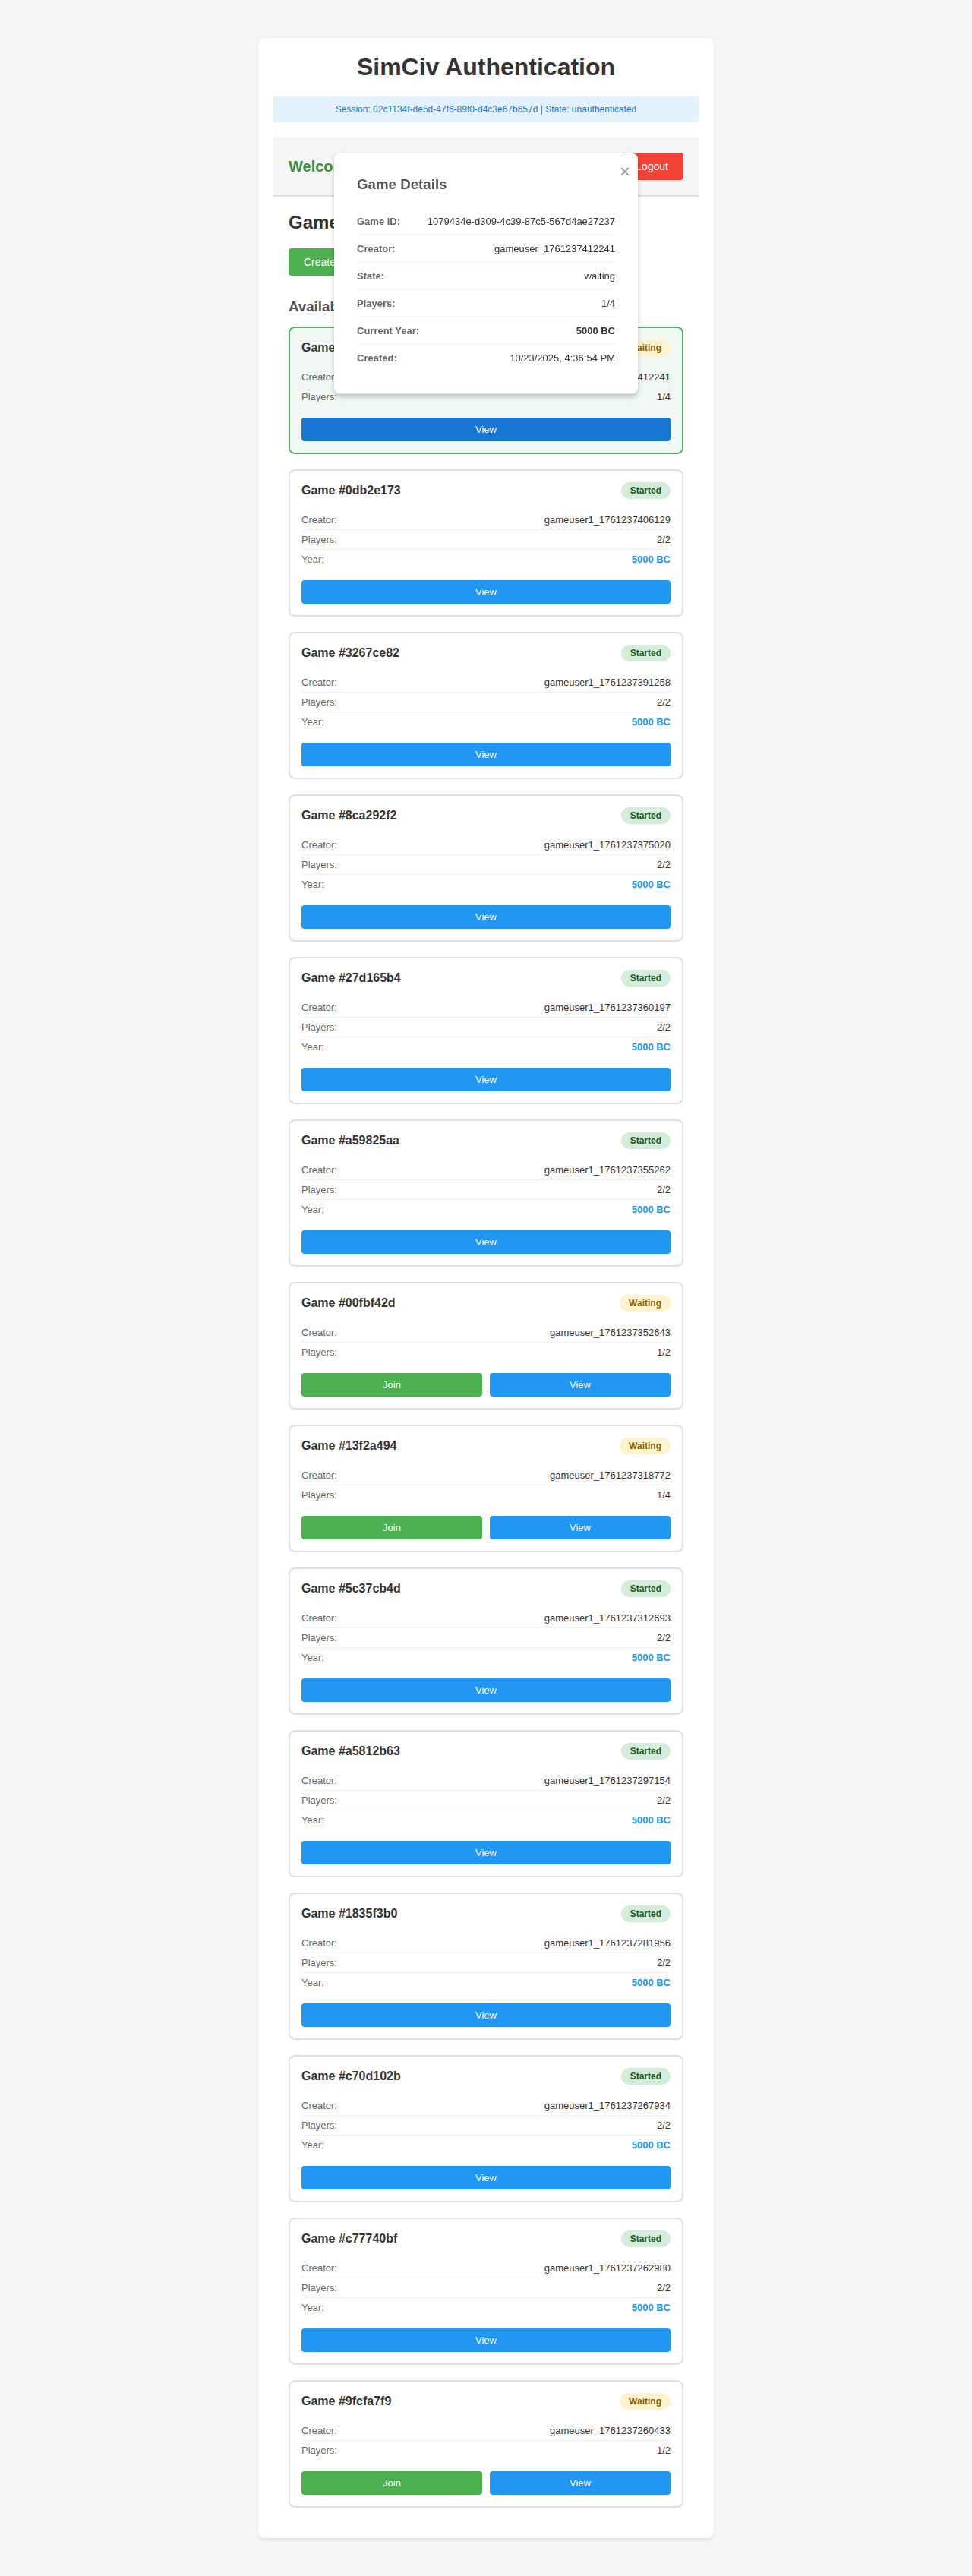 SimCiv Authentication
Session: 02c1134f-de5d-47f6-89f0-d4c3e67b657d | State: unauthenticated
Logout
×
Game Details
Game ID: 1079434e-d309-4c39-87c5-567d4ae27237
Creator: gameuser_1761237412241
State: waiting
Players: 1/4
Current Year: 5000 BC
Created: 10/23/2025, 4:36:54 PM
Game
Create
Game
Creator 412241
Players: 1/4
View
Game #0db2e173 Started
Creator: gameuser1_1761237406129
Players: 2/2
Year: 5000 BC
View
Game #3267ce82 Started
Creator: gameuser1_1761237391258
Players: 2/2
Year: 5000 BC
View
Game #8ca292f2 Started
Creator: gameuser1_1761237375020
Players: 2/2
Year: 5000 BC
View
Game #27d165b4 Started
Creator: gameuser1_1761237360197
Players: 2/2
Year: 5000 BC
View
Game #a59825aa Started
Creator: gameuser1_1761237355262
Players: 2/2
Year: 5000 BC
View
Game #00fbf42d Waiting
Creator: gameuser_1761237352643
Players: 1/2
Join View
Game #13f2a494 Waiting
Creator: gameuser_1761237318772
Players: 1/4
Join View
Game #5c37cb4d Started
Creator: gameuser1_1761237312693
Players: 2/2
Year: 5000 BC
View
Game #a5812b63 Started
Creator: gameuser1_1761237297154
Players: 2/2
Year: 5000 BC
View
Game #1835f3b0 Started
Creator: gameuser1_1761237281956
Players: 2/2
Year: 5000 BC
View
Game #c70d102b Started
Creator: gameuser1_1761237267934
Players: 2/2
Year: 5000 BC
View
Game #c77740bf Started
Creator: gameuser1_1761237262980
Players: 2/2
Year: 5000 BC
View
Game #9fcfa7f9 Waiting
Creator: gameuser_1761237260433
Players: 1/2
Join View